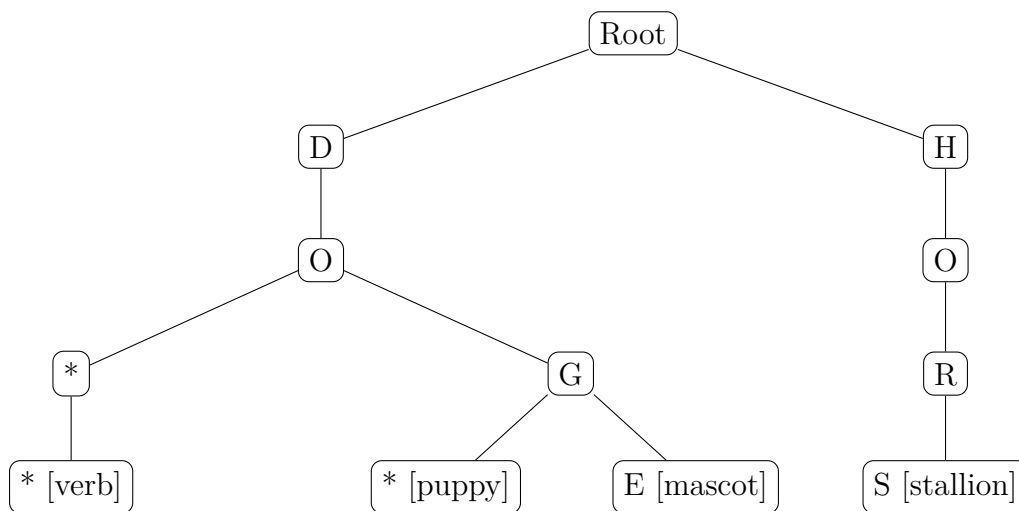 Root
D H
O O
* G R
* [verb] * [puppy] E [mascot] S [stallion]